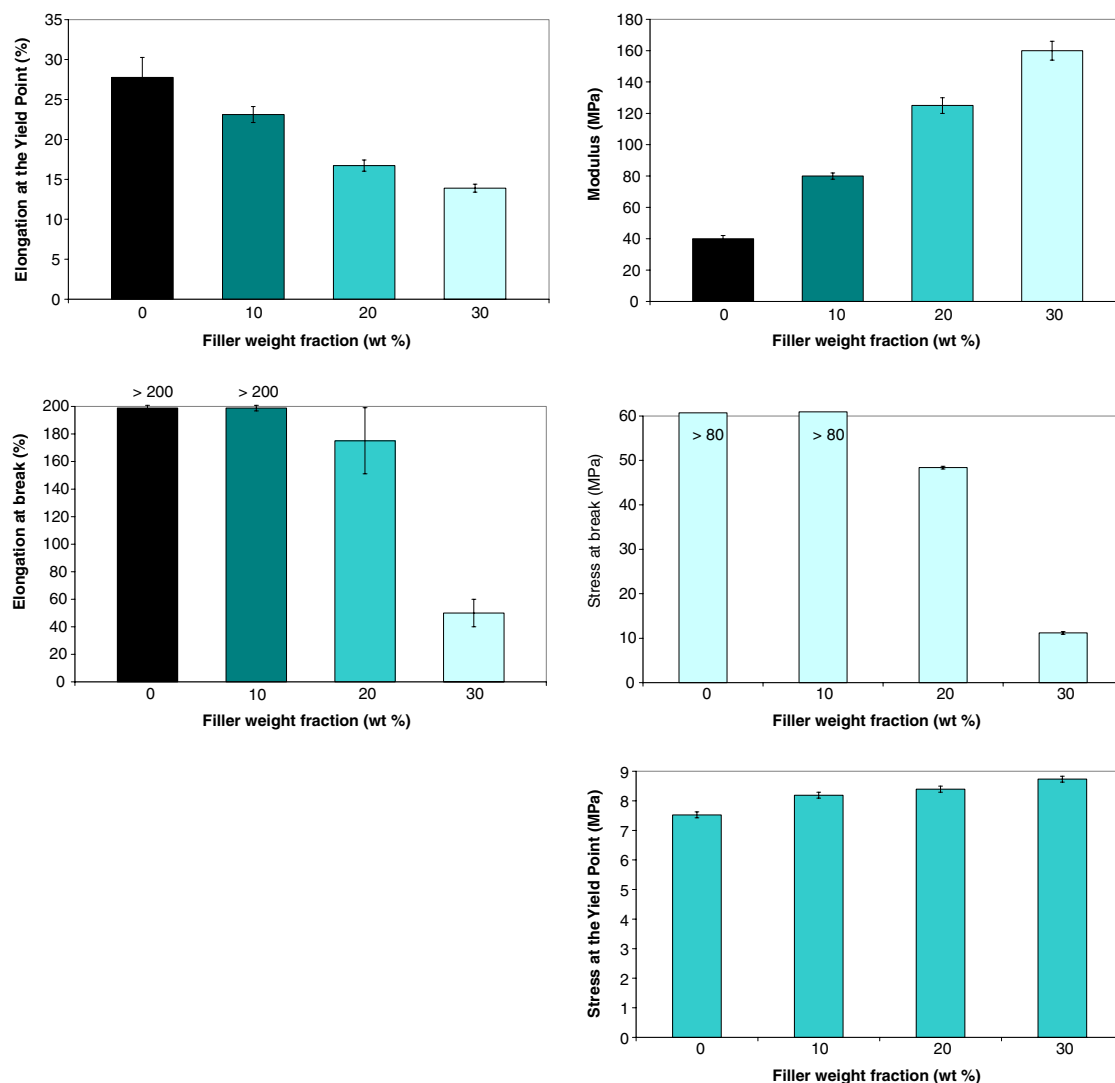 Elongation at the Yield Point (%)
35
30
25
20
15
10
5
0
0 10 20 30
Filler weight fraction (wt %)
Modulus (MPa)
180
160
140
120
100
80
60
40
20
0
0 10 20 30
Filler weight fraction (wt %)
Elongation at break (%)
> 200 > 200
200
180
160
140
120
100
80
60
40
20
0
0 10 20 30
Filler weight fraction (wt %)
Stress at break (MPa)
60
> 80 > 80
50
40
30
20
10
0
0 10 20 30
Filler weight fraction (wt %)
Stress at the Yield Point (MPa)
9
8
7
6
5
4
3
2
1
0
0 10 20 30
Filler weight fraction (wt %)